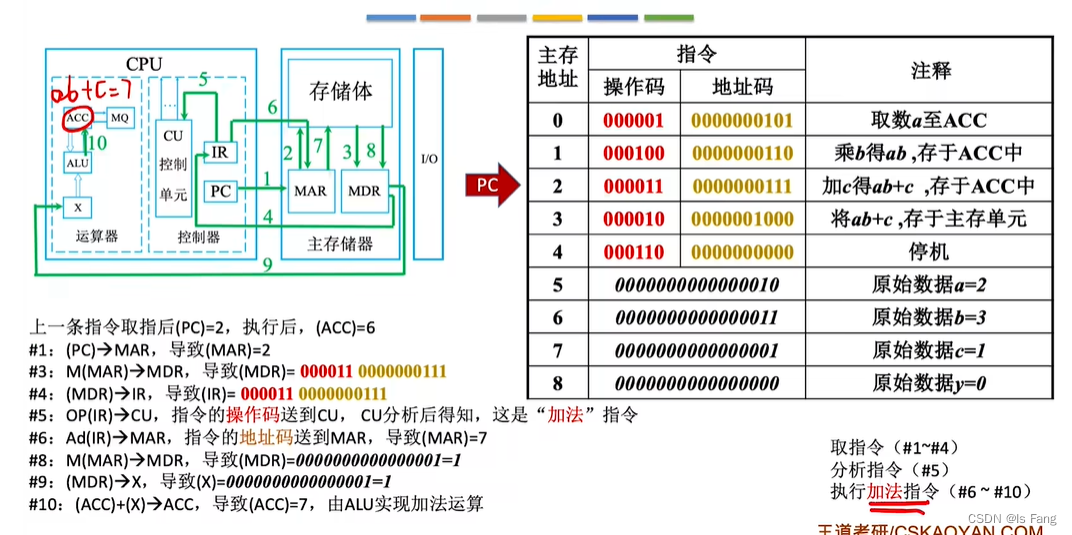 CPU
ab+c=7
5
ACC
MQ
10
ALU
X
运算器
CU
控制
单元
IR
PC
控制器
6
存储体
2
7
3
8
1
MAR
MDR
4
主存储器
9
I/O
PC
主存地址 指令 注释
操作码 地址码
0 000001 0000000101 取数a至ACC
1 000100 0000000110 乘b得ab ,存于ACC中
2 000011 0000000111 加c得ab+c ,存于ACC中
3 000010 0000001000 将ab+c ,存于主存单元
4 000110 0000000000 停机
5 0000000000000010 原始数据a=2
6 0000000000000011 原始数据b=3
7 0000000000000001 原始数据c=1
8 0000000000000000 原始数据y=0
上一条指令取指后(PC)=2，执行后，(ACC)=6
#1：(PC)→MAR，导致(MAR)=2
#3：M(MAR)→MDR，导致(MDR)= 000011 0000000111
#4：(MDR)→IR，导致(IR)= 000011 0000000111
#5：OP(IR)→CU，指令的操作码送到CU，CU分析后得知，这是“加法”指令
#6：Ad(IR)→MAR，指令的地址码送到MAR，导致(MAR)=7
#8：M(MAR)→MDR，导致(MDR)=0000000000000001=1
#9：(MDR)→X，导致(X)=0000000000000001=1
#10：(ACC)+(X)→ACC，导致(ACC)=7，由ALU实现加法运算
取指令（#1~#4）
分析指令（#5）
执行加法指令（#6 ~ #10）
CSDN @ls Fang
王道考研/CSKAOYAN.COM